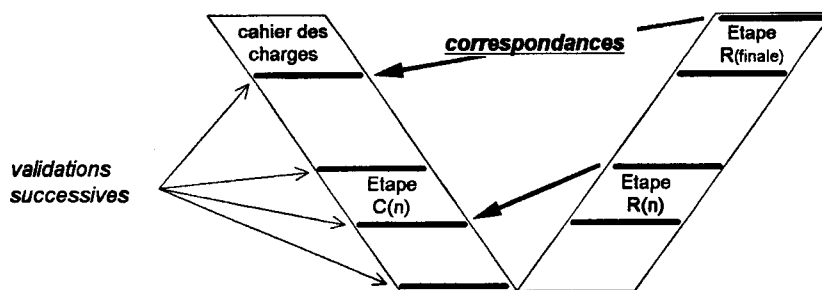 cahier des
charges
correspondances
Etape
R(finale)
validations
successives
Etape
C(n)
Etape
R(n)